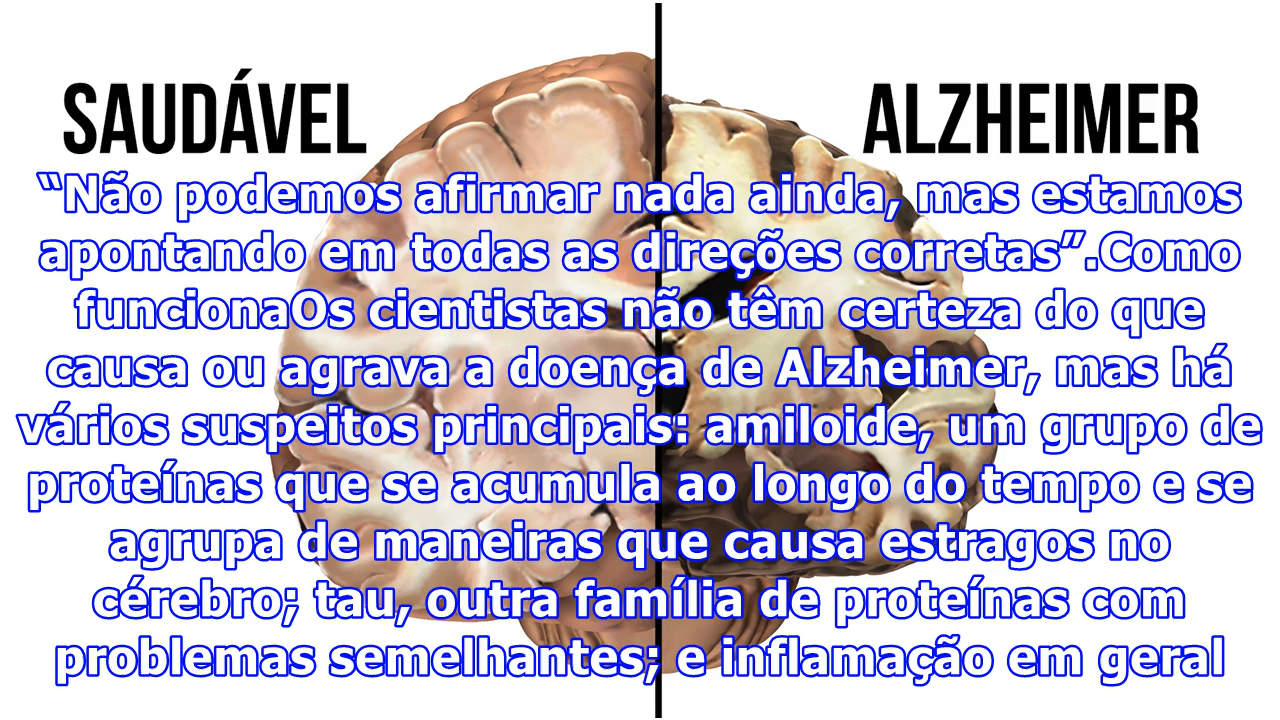 SAUDÁVEL
ALZHEIMER
“Não podemos afirmar nada ainda, mas estamos
apontando em todas as direções corretas”.Como
funcionaOs cientistas não têm certeza do que
causa ou agrava a doença de Alzheimer, mas há
vários suspeitos principais: amiloide, um grupo de
proteínas que se acumula ao longo do tempo e se
agrupa de maneiras que causa estragos no
cérebro; tau, outra família de proteínas com
problemas semelhantes; e inflamação em geral